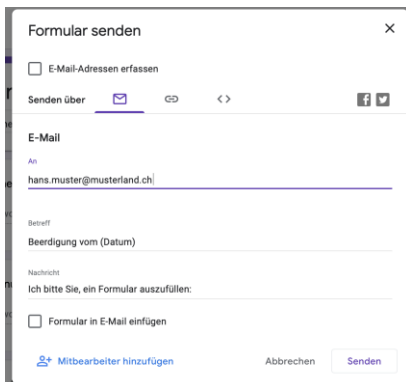 Formular senden
E-Mail-Adressen erfassen
Senden über
E-Mail
An
hans.muster@musterland.ch
Betreff
Beerdigung vom (Datum)
Nachricht
Ich bitte Sie, ein Formular auszufüllen:
Formular in E-Mail einfügen
Mitbearbeiter hinzufügen Abbrechen Senden